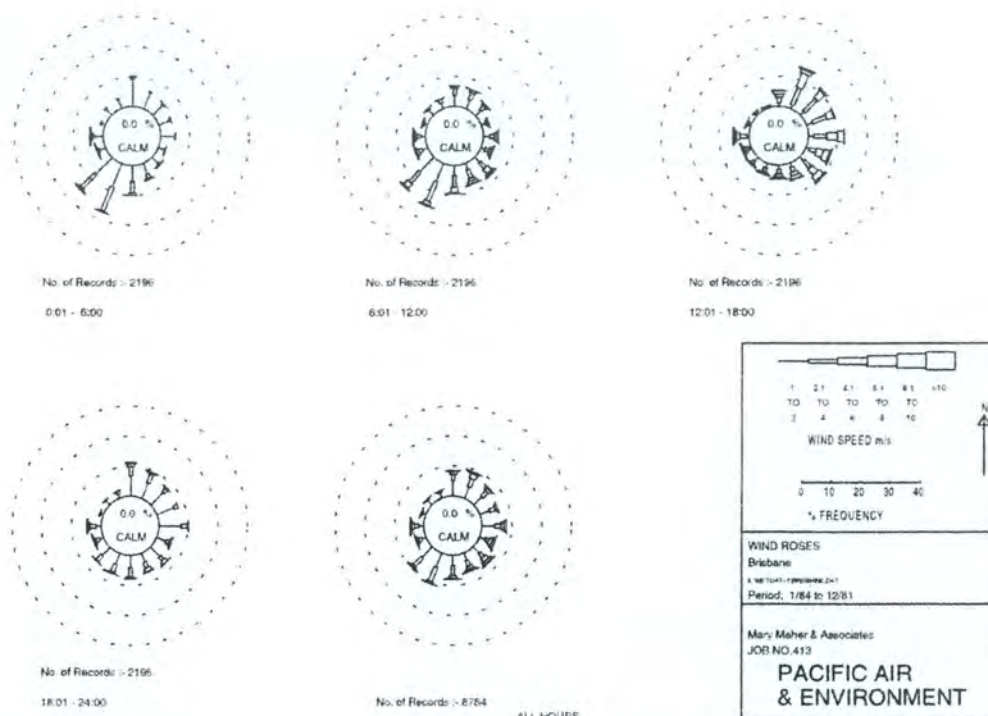 0.0 %
CALM
No. of Records :- 2196
0:01 - 6:00
0.0 %
CALM
No. of Records :- 2196
6:01 - 12:00
0.0 %
CALM
No. of Records :- 2196
12:01 - 18:00
0.0 %
CALM
No. of Records :- 2196
18:01 - 24:00
0.0 %
CALM
No. of Records :- 8784
ALL HOURS
1 2.1 4.1 6.1 8.1 >10
TO TO TO TO TO
2 4 6 8 10
WIND SPEED m/s
N
0 10 20 30 40
% FREQUENCY
WIND ROSES
Brisbane
Period; 1/84 to 12/81
Mary Maher & Associates
JOB NO.413
PACIFIC AIR
& ENVIRONMENT